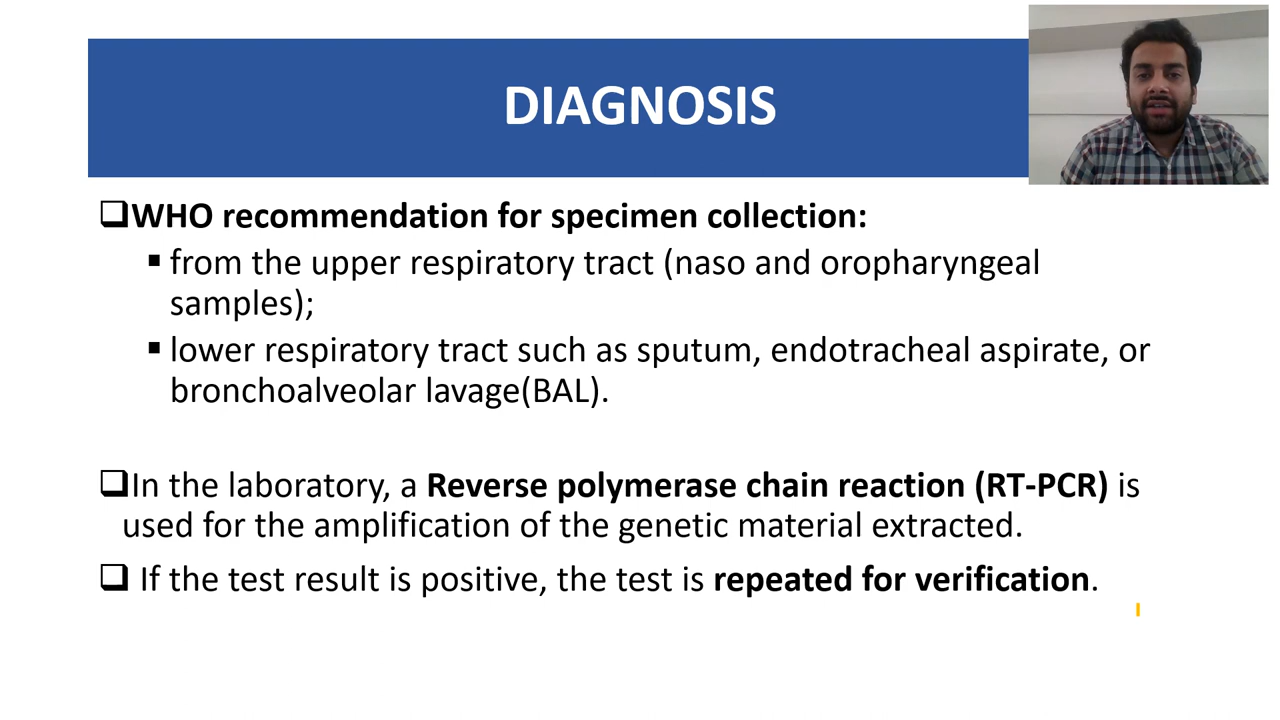 DIAGNOSIS
❑WHO recommendation for specimen collection:
▪ from the upper respiratory tract (naso and oropharyngeal
samples);
▪ lower respiratory tract such as sputum, endotracheal aspirate, or
bronchoalveolar lavage(BAL).
❑In the laboratory, a Reverse polymerase chain reaction (RT-PCR) is
used for the amplification of the genetic material extracted.
❑ If the test result is positive, the test is repeated for verification.